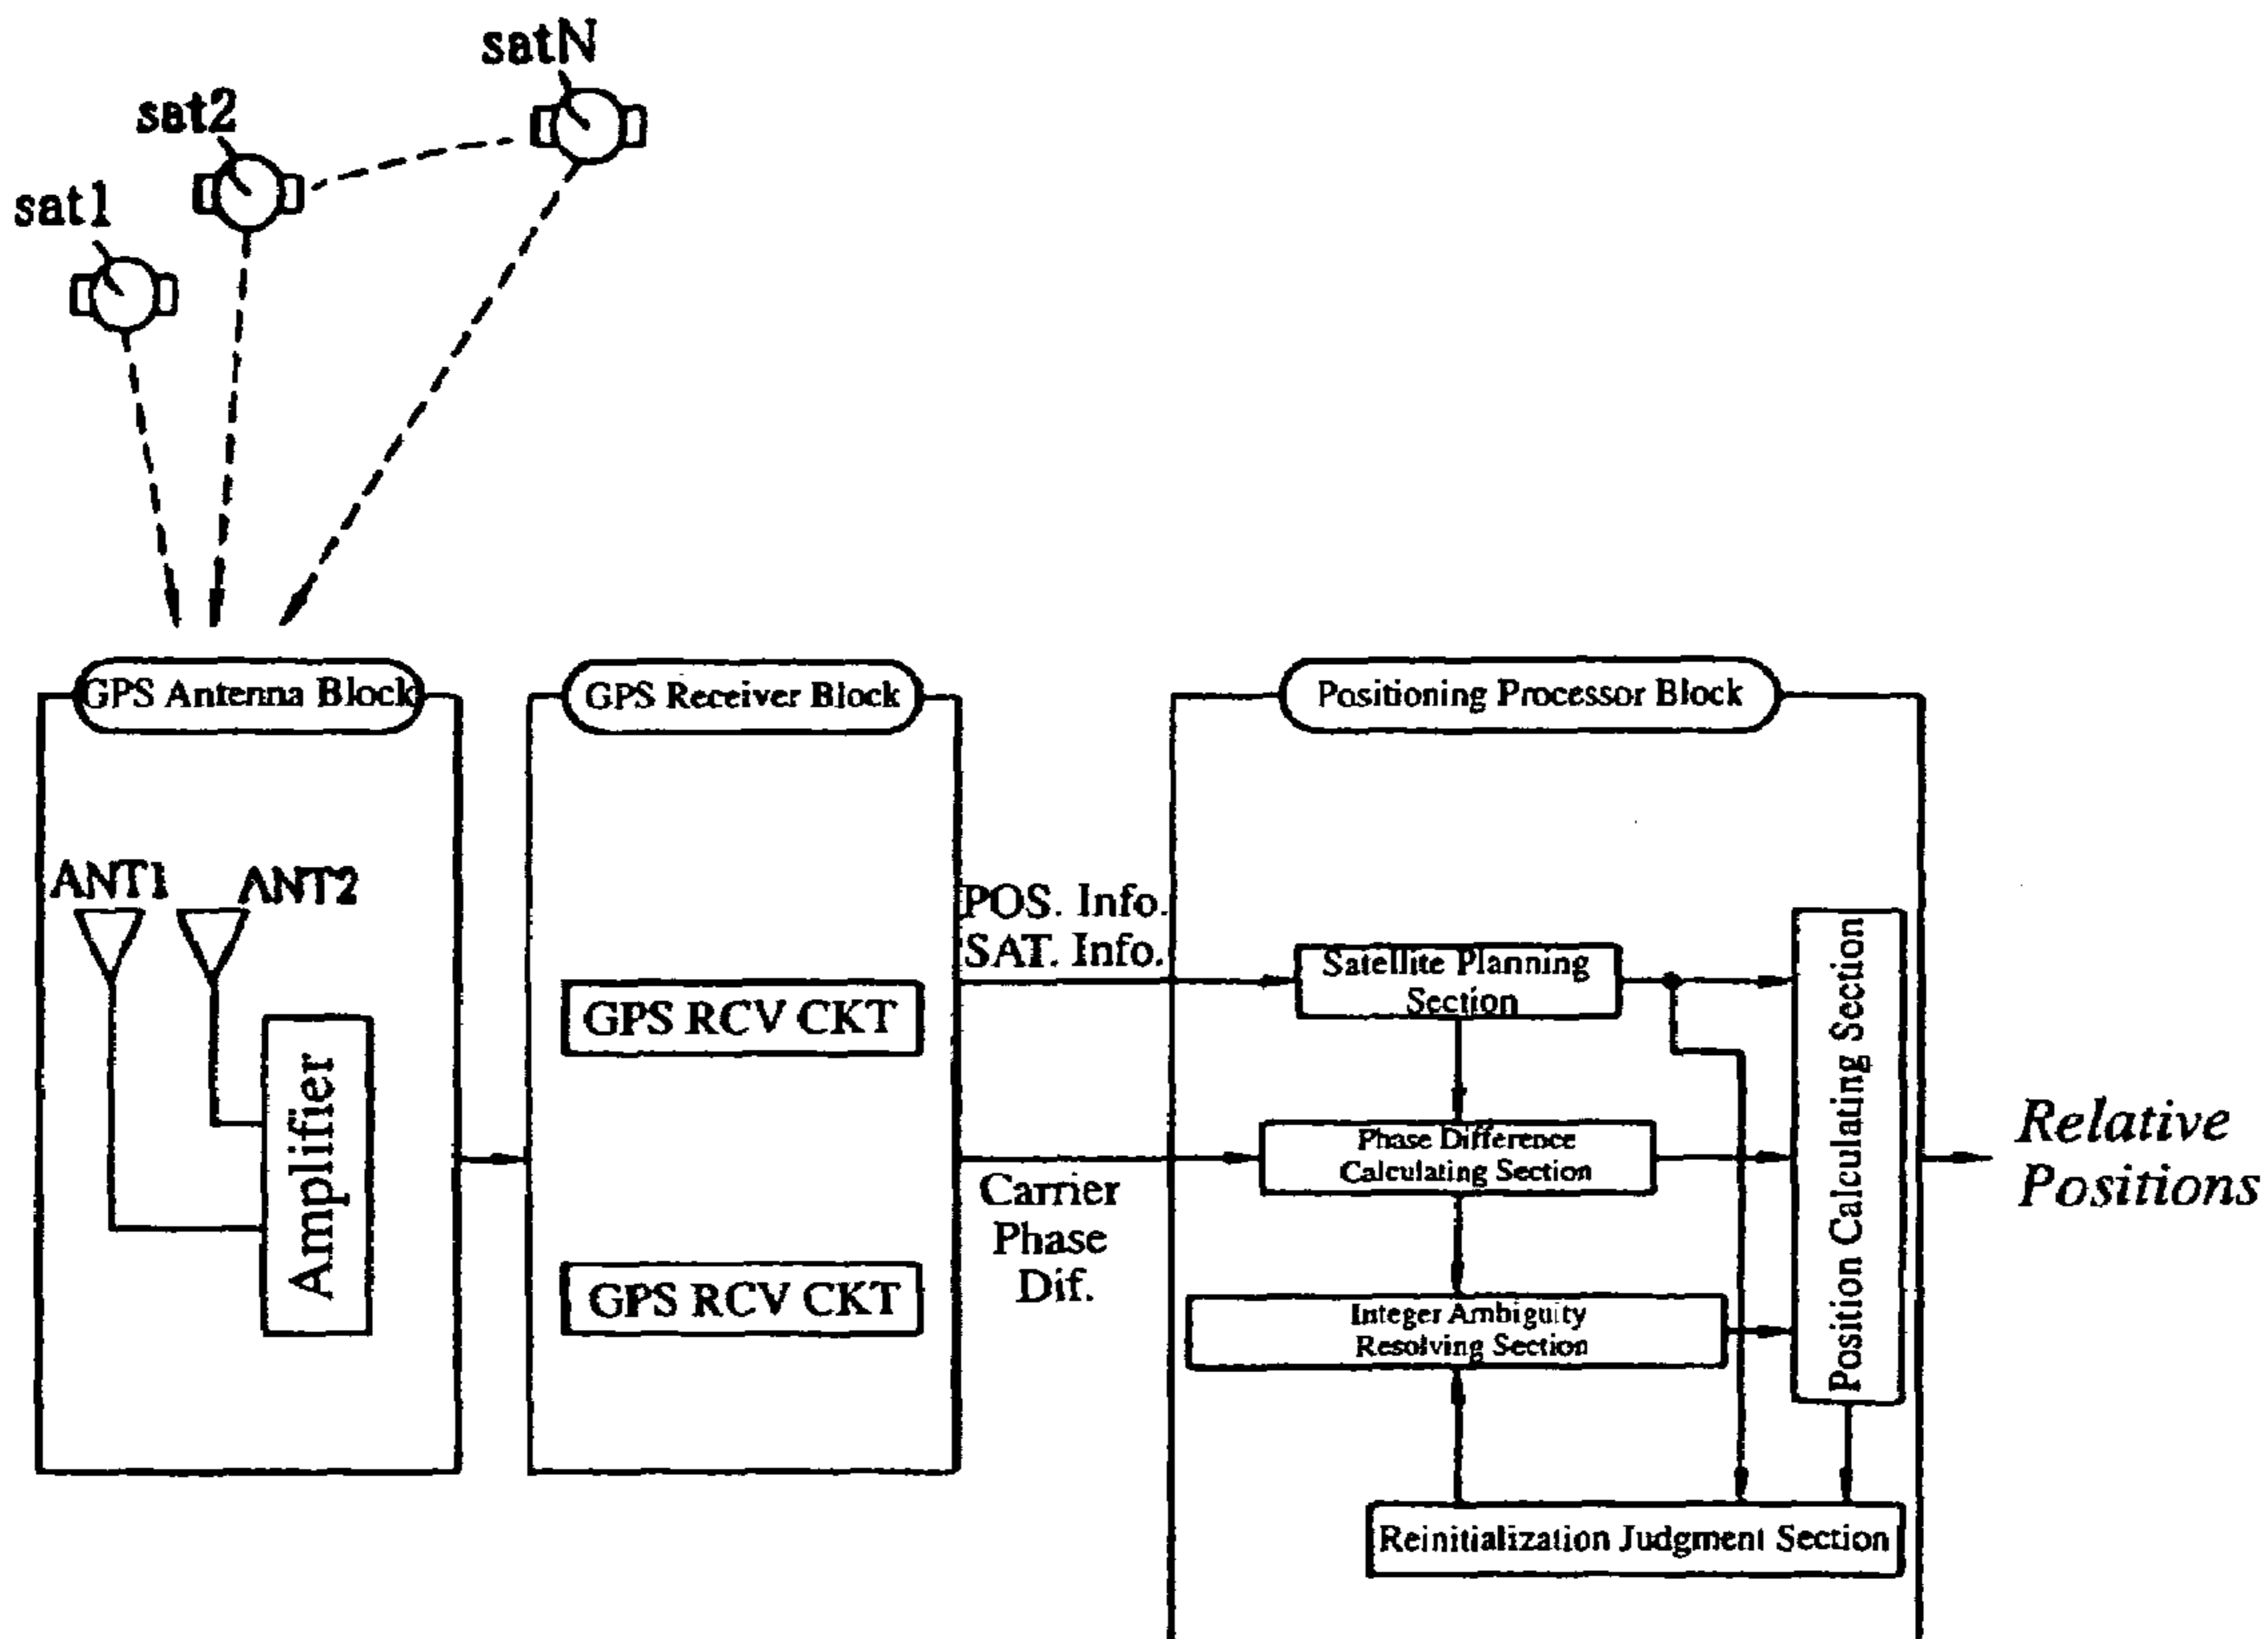 satN
sat2
sat1
GPS Antenna Block
GPS Receiver Block
Positioning Processor Block
ANT1
ANT2
Amplifier
GPS RCV CKT
GPS RCV CKT
POS. Info.
SAT. Info.
Carrier
Phase
Dif.
Satellite Planning
Section
Phase Difference
Calculating Section
Integer Ambiguity
Resolving Section
Position Calculating Section
Reinitialization Judgment Section
Relative
Positions